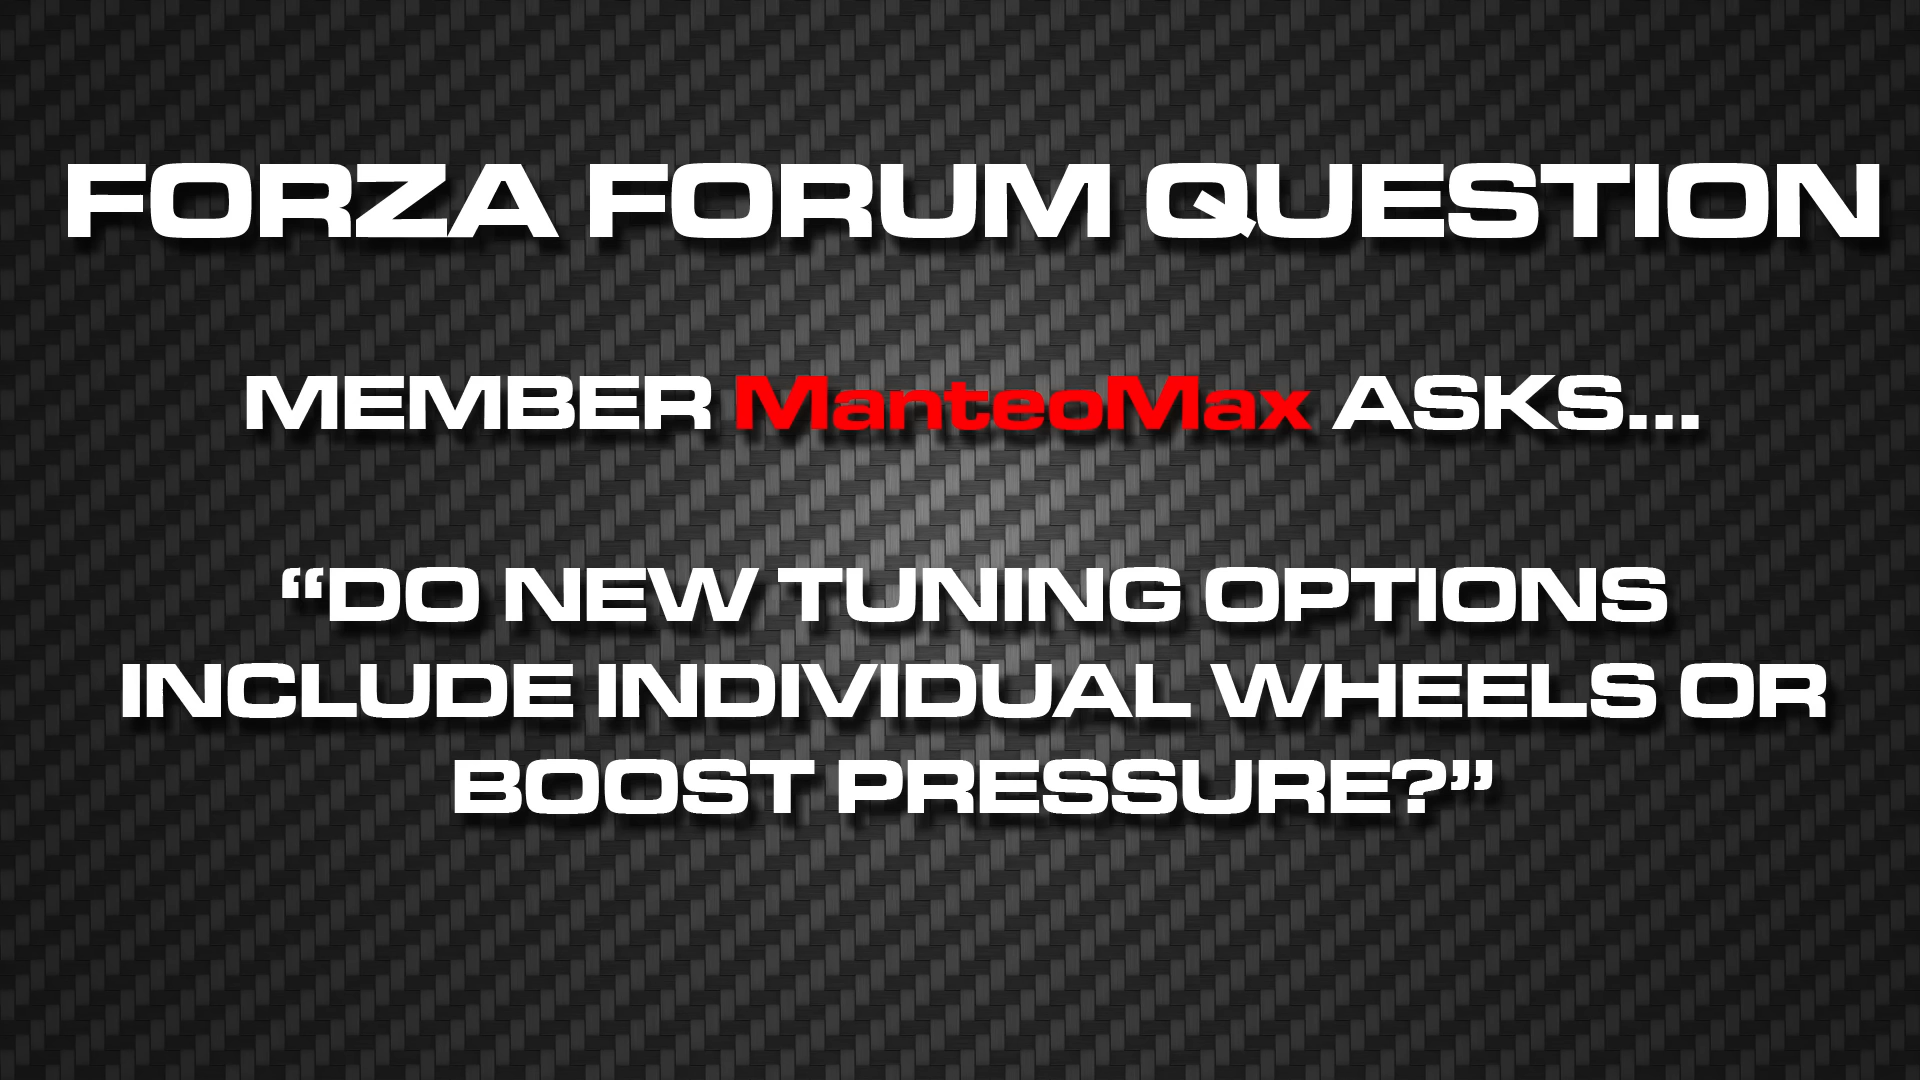 FORZA FORUM QUESTION
MEMBER ManteoMax ASKS...
“DO NEW TUNING OPTIONS
INCLUDE INDIVIDUAL WHEELS OR
BOOST PRESSURE?”